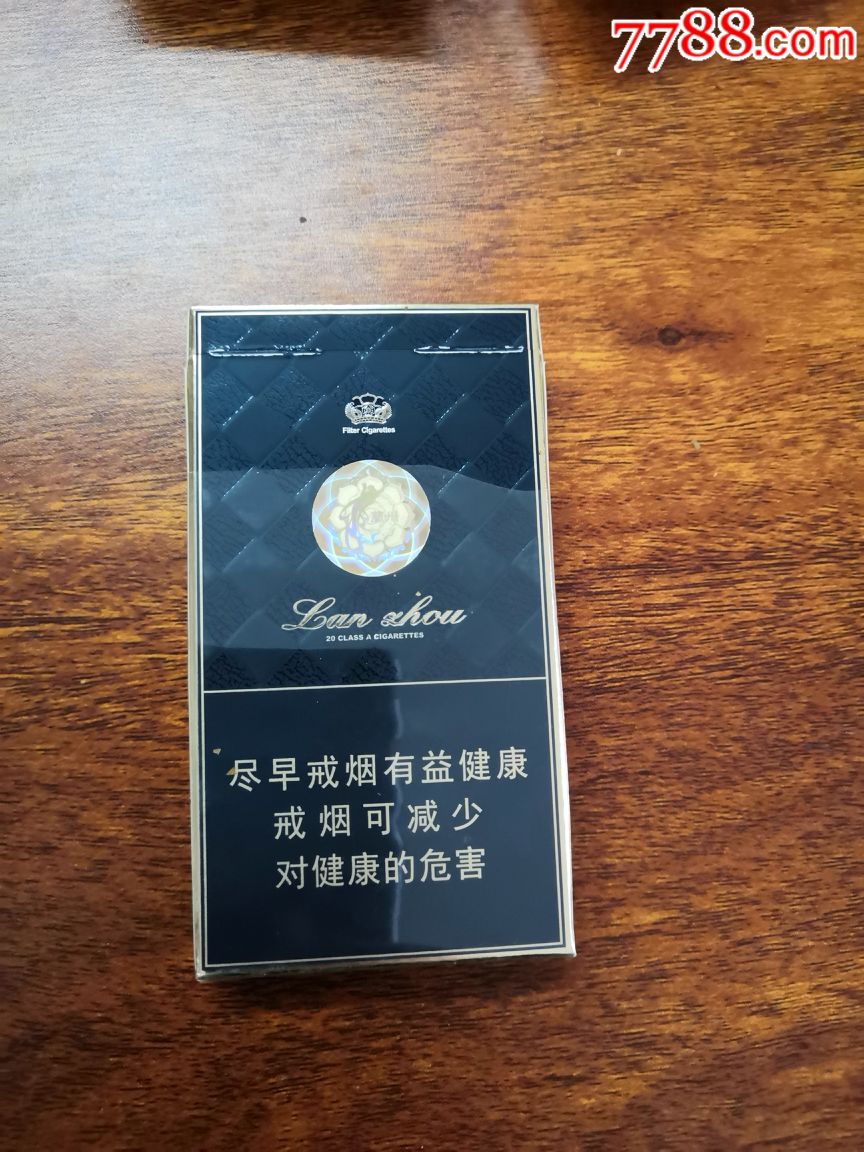 7788.com
Filter Cigarettes
Lan zhou
20 CLASS A CIGARETTES
尽早戒烟有益健康
戒烟可减少
对健康的危害